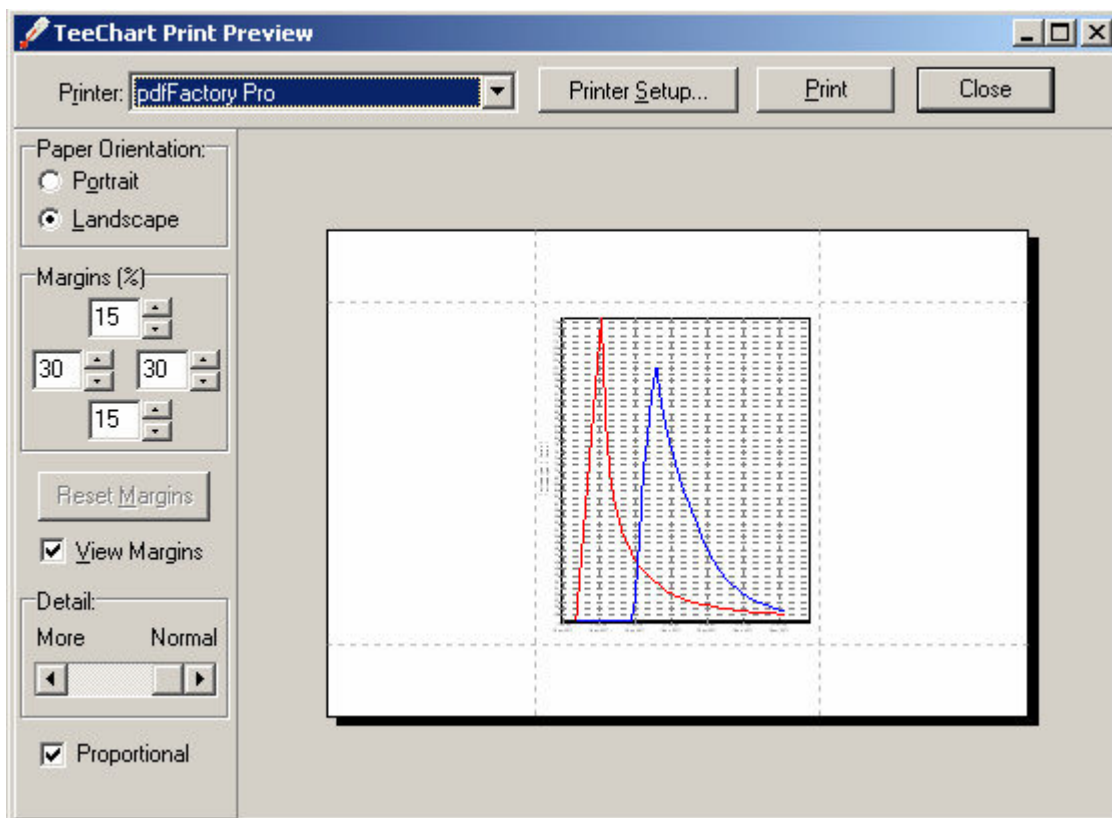 TeeChart Print Preview
Printer: pdfFactory Pro
Printer Setup...
Print
Close
Paper Orientation:
Portrait
Landscape
Margins (%)
15
30 30
15
Reset Margins
View Margins
Detail:
More Normal
Proportional